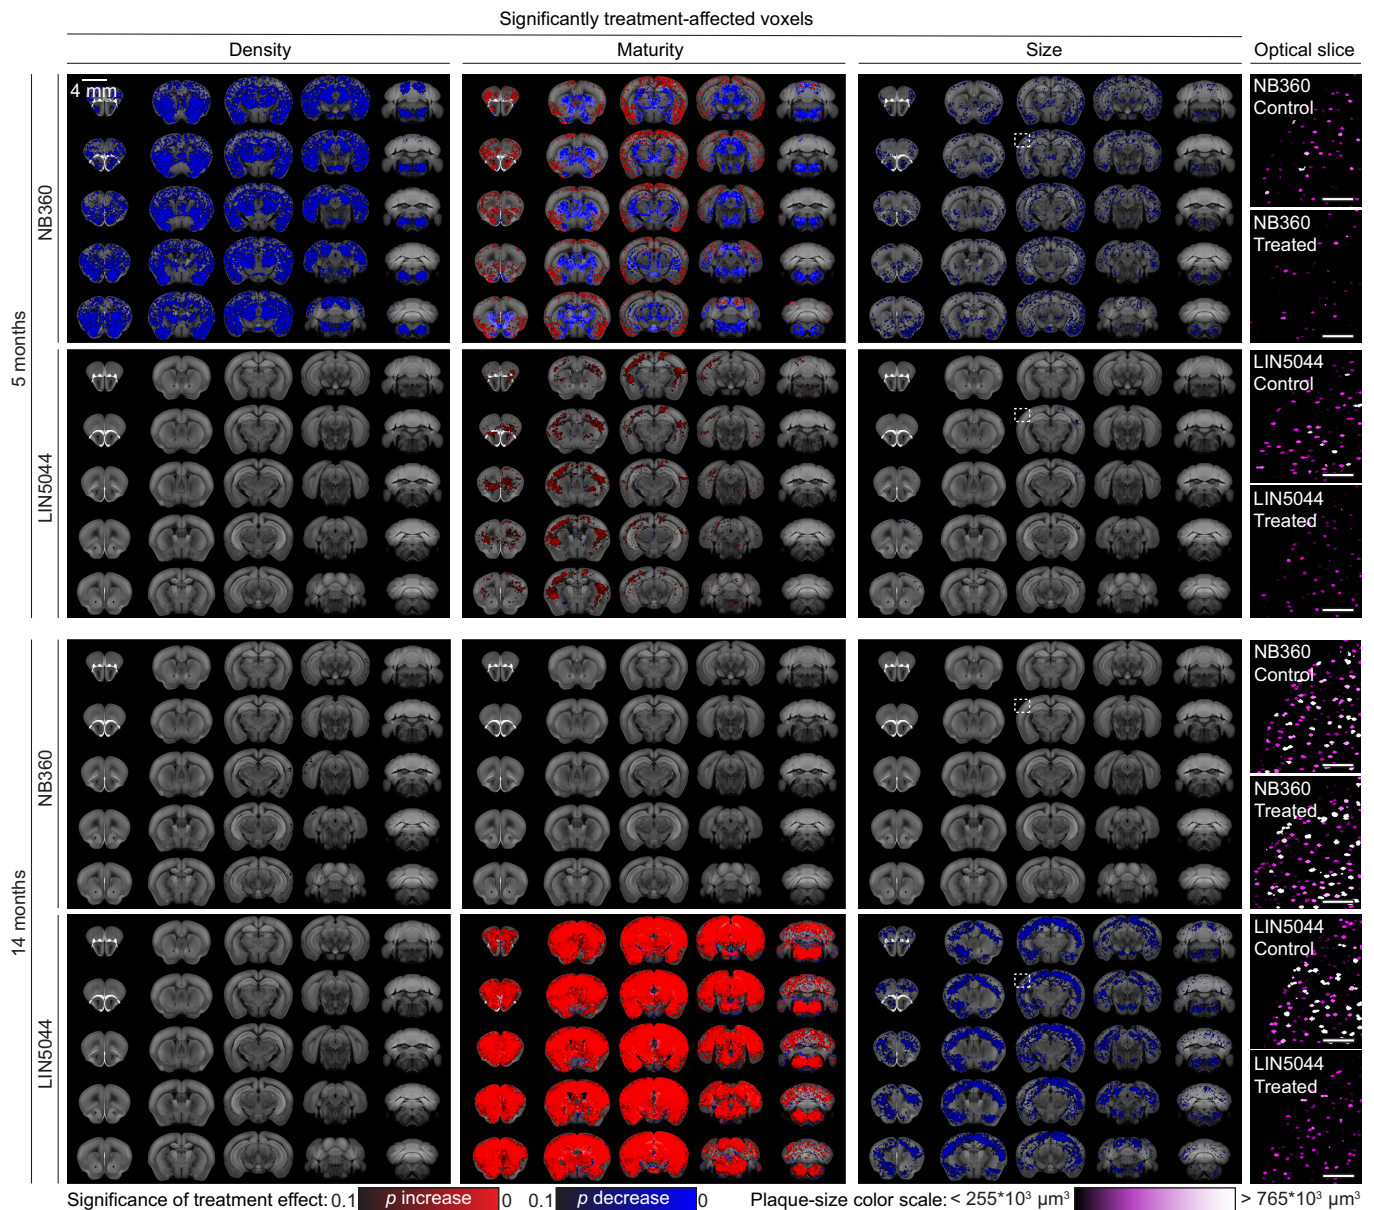 Significantly treatment-affected voxels
Density
Maturity
Size
Optical slice
5 months
NB360
4 mm
NB360
Control
NB360
Treated
LIN5044
LIN5044
Control
LIN5044
Treated
14 months
NB360
NB360
Control
NB360
Treated
LIN5044
LIN5044
Control
LIN5044
Treated
Significance of treatment effect: 0.1 p increase 0 0.1 p decrease 0 Plaque-size color scale: < 255*10³ µm³ > 765*10³ µm³